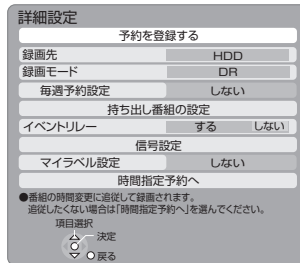 詳細設定
予約を登録する
録画先 HDD
録画モード DR
毎週予約設定 しない
持ち出し番組の設定
イベントリレー する しない
信号設定
マイラベル設定 しない
時間指定予約へ
●番組の時間変更に追従して録画されます。
追従したくない場合は「時間指定予約へ」を選んでください。
項目選択
決定
戻る